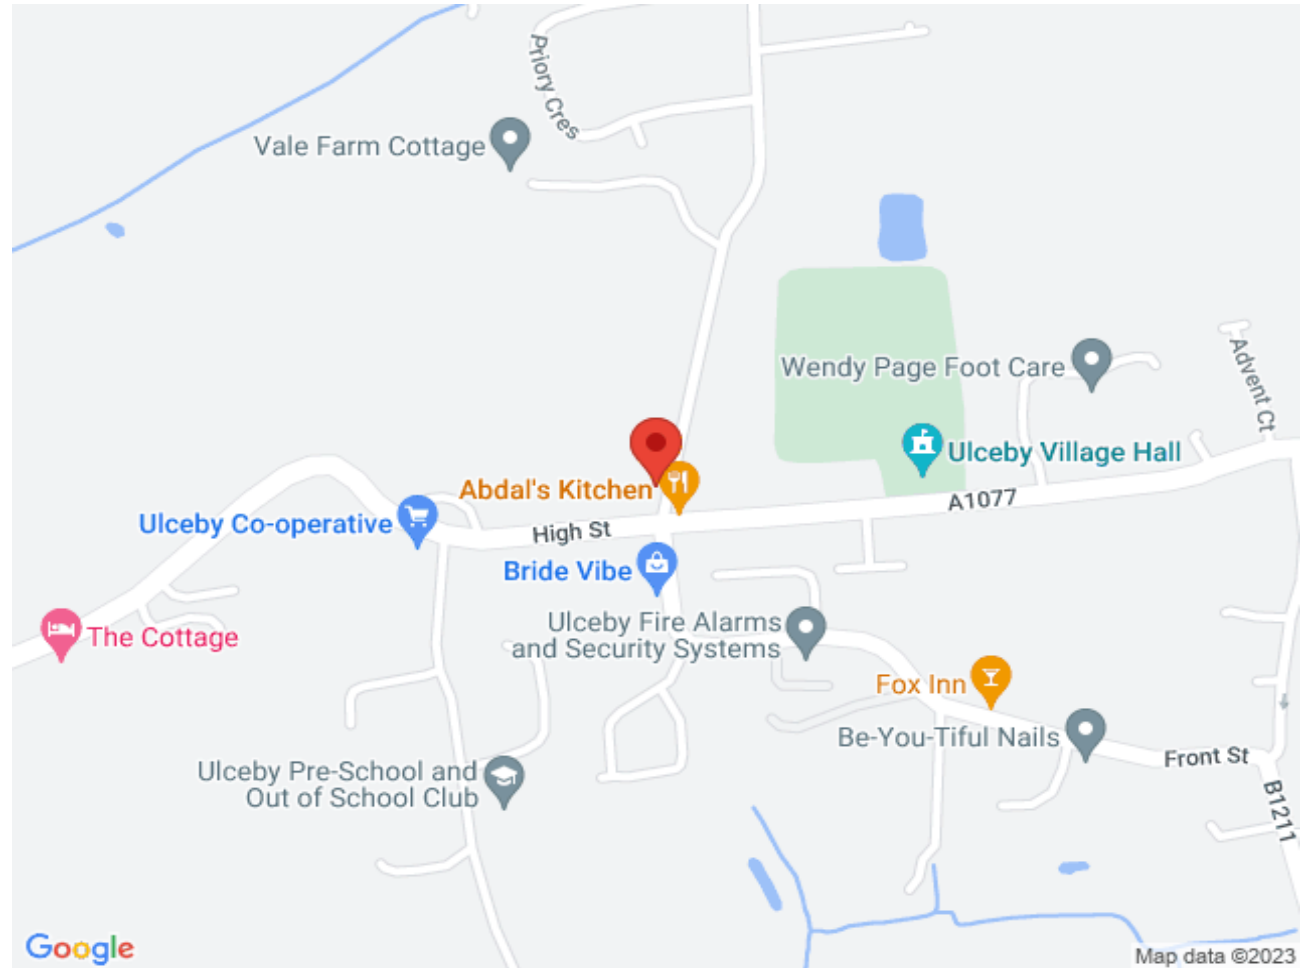 Priory Cres
Vale Farm Cottage
Wendy Page Foot Care
Advent Ct
Ulceby Village Hall
Abdal's Kitchen
A1077
Ulceby Co-operative
High St
Bride Vibe
Ulceby Fire Alarms
and Security Systems
The Cottage
Fox Inn
Be-You-Tiful Nails
Front St
Ulceby Pre-School and
Out of School Club
B1211
Google
Map data ©2023